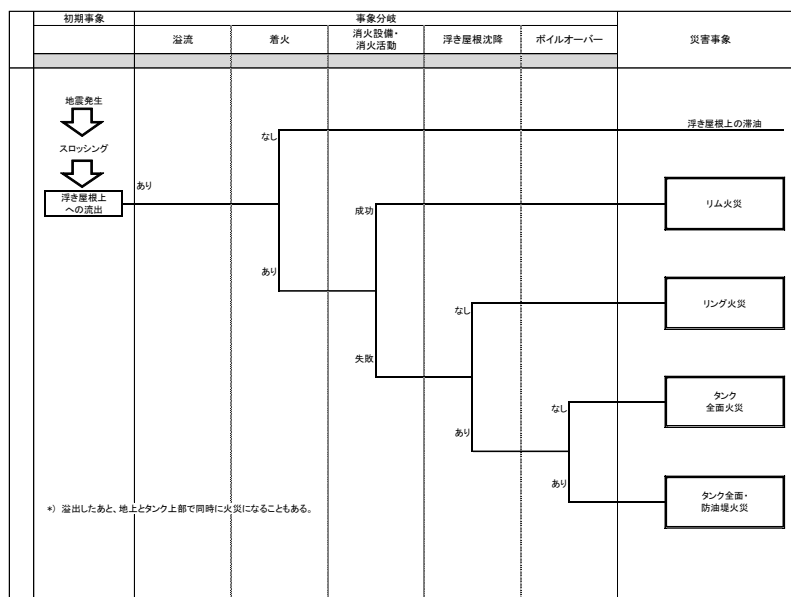 初期事象
事象分岐
溢流
着火
消火設備・
消火活動
浮き屋根沈降
ボイルオーバー
災害事象
地震発生
スロッシング
浮き屋根上
への流出
あり
なし
浮き屋根上の滞油
成功
リム火災
あり
なし
リング火災
失敗
なし
タンク
全面火災
あり
あり
タンク全面・
防油堤火災
*) 溢出したあと、地上とタンク上部で同時に火災になることもある。